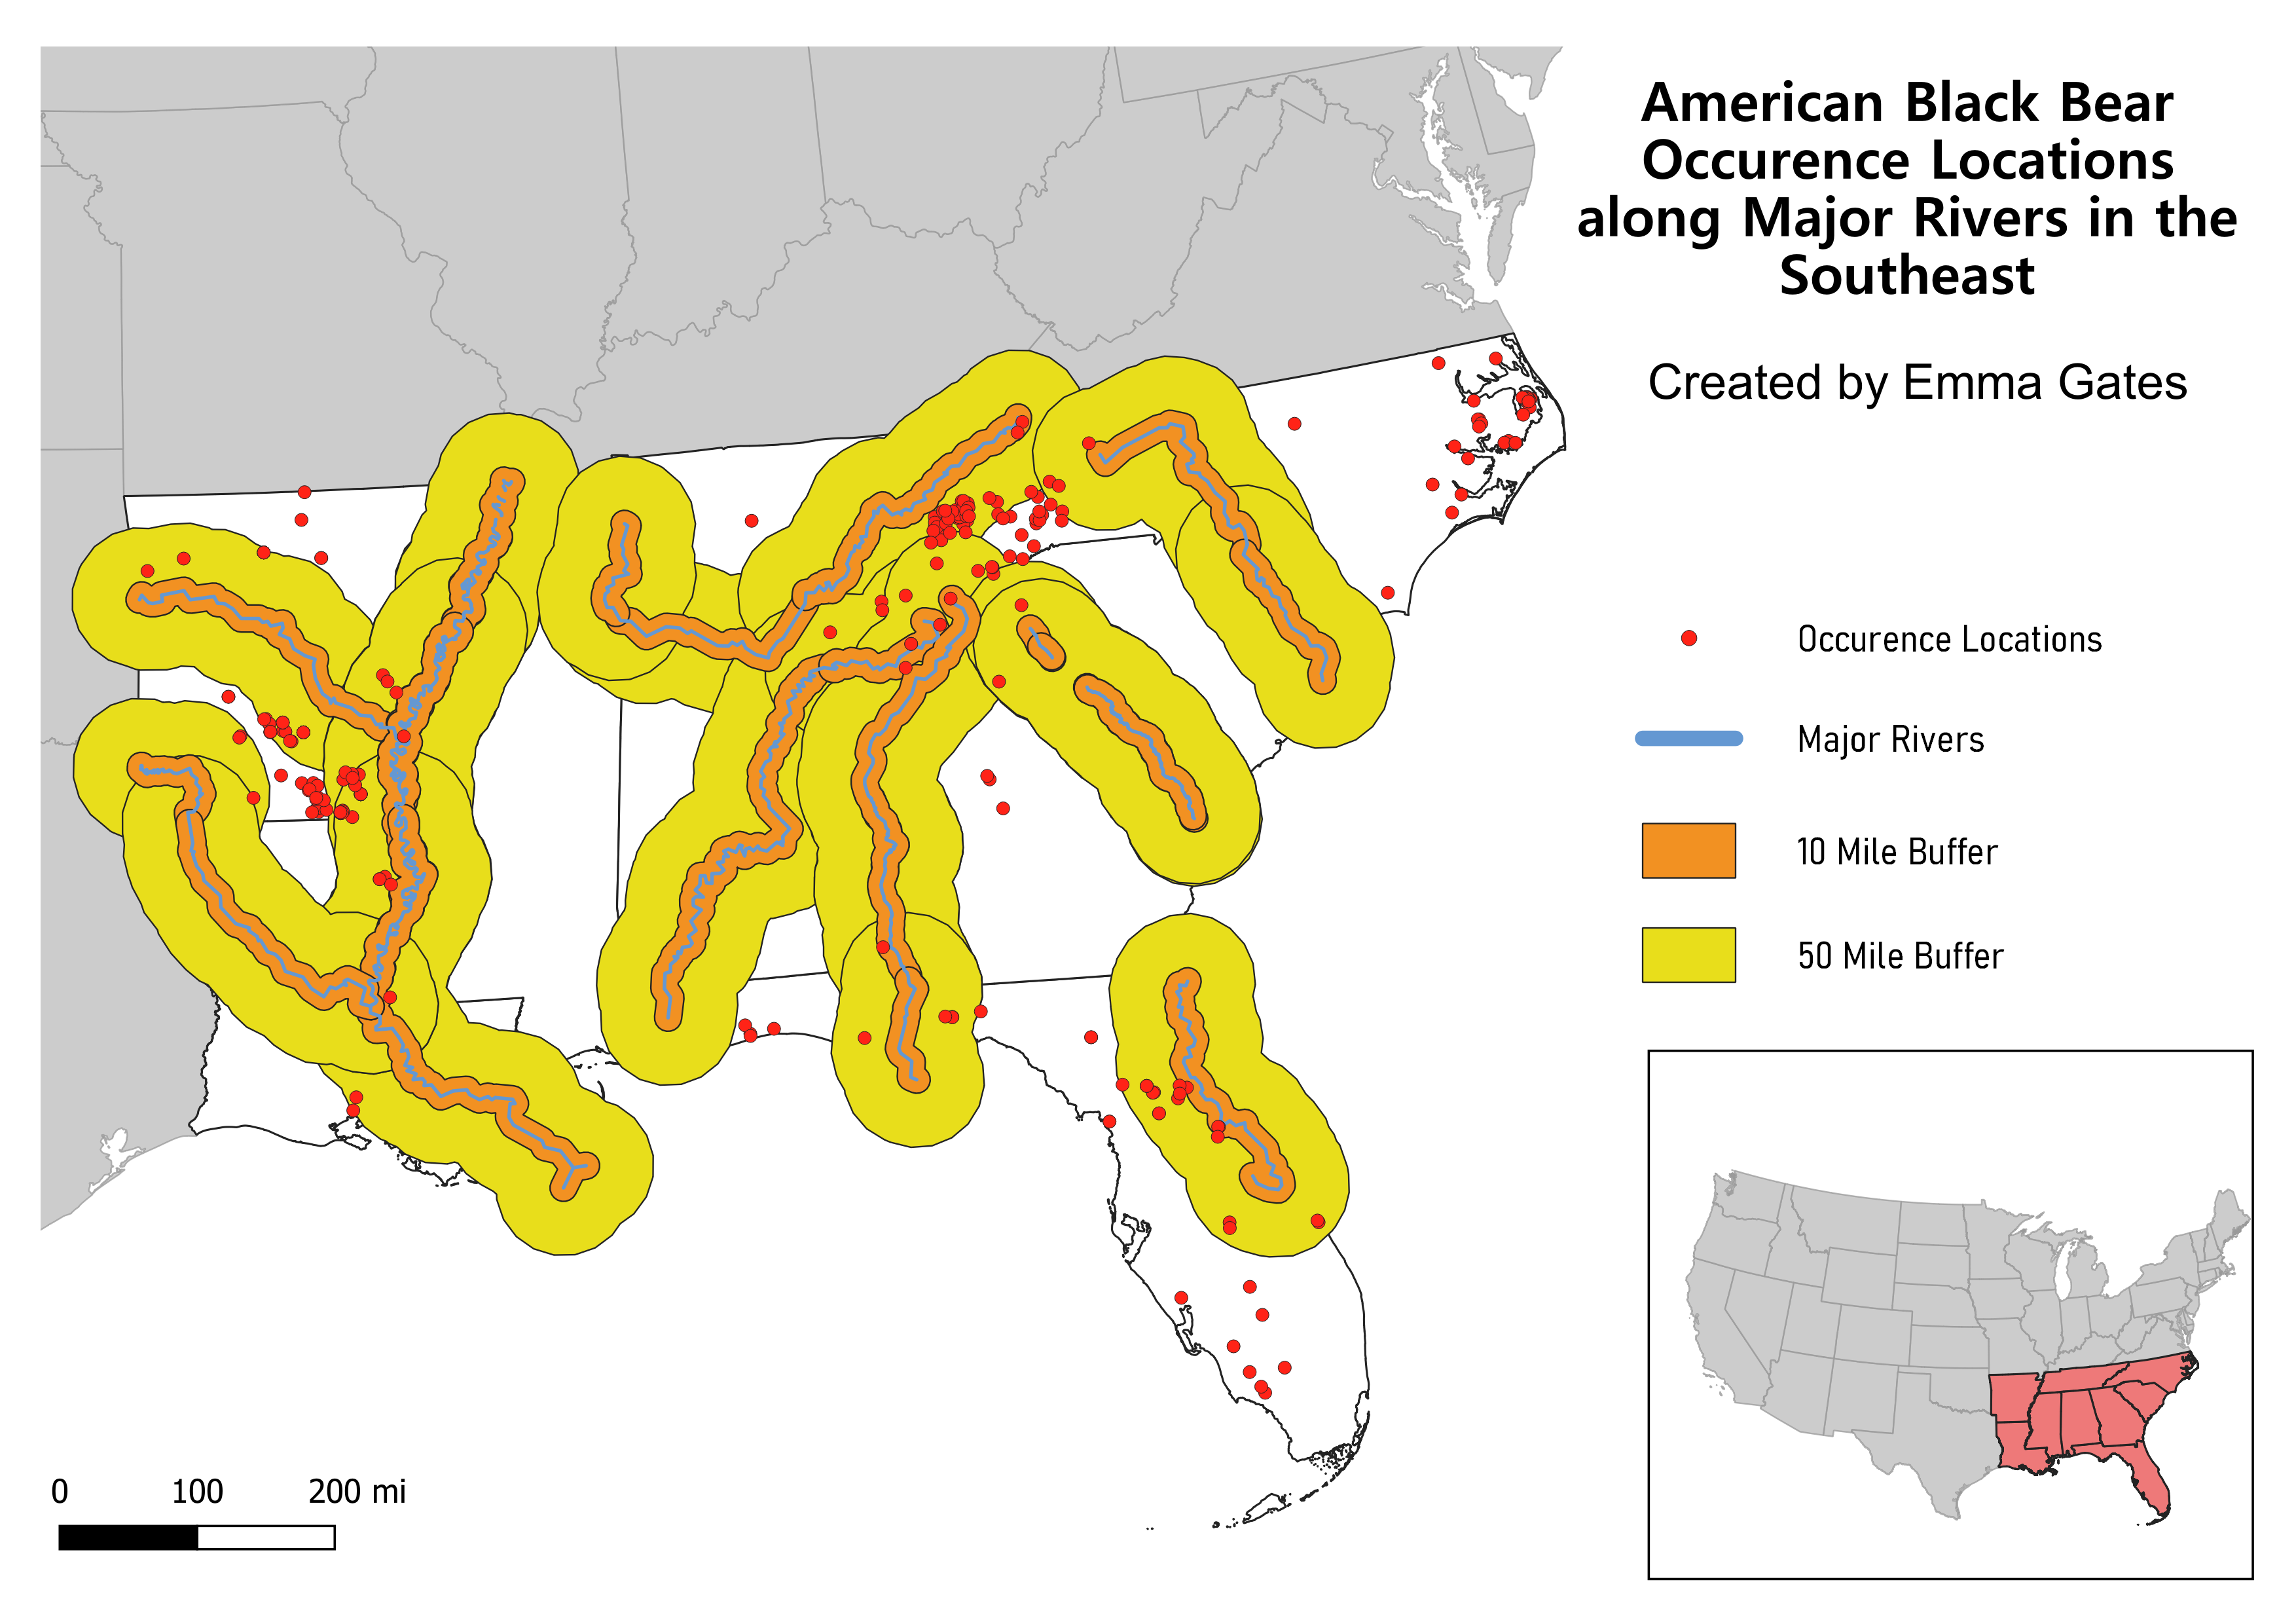 American Black Bear
Occurence Locations
along Major Rivers in the
Southeast
Created by Emma Gates
Occurence Locations
Major Rivers
10 Mile Buffer
50 Mile Buffer
0 100 200 mi